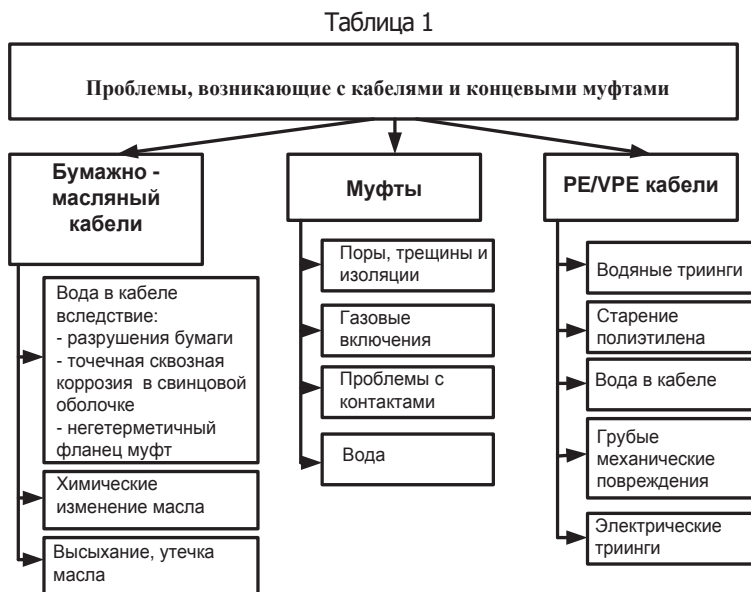 Таблица 1
Проблемы, возникающие с кабелями и концевыми муфтами
Бумажно -
масляный
кабели
Вода в кабеле
вследствие:
- разрушения бумаги
- точечная сквозная
коррозия в свинцовой
оболочке
- негетерметичный
фланец муфт
Химические
изменение масла
Высыхание, утечка
масла
Муфты
Поры, трещины и
изоляции
Газовые
включения
Проблемы с
контактами
Вода
PE/VPE кабели
Водяные триинги
Старение
полиэтилена
Вода в кабеле
Грубые
механические
повреждения
Электрические
триинги